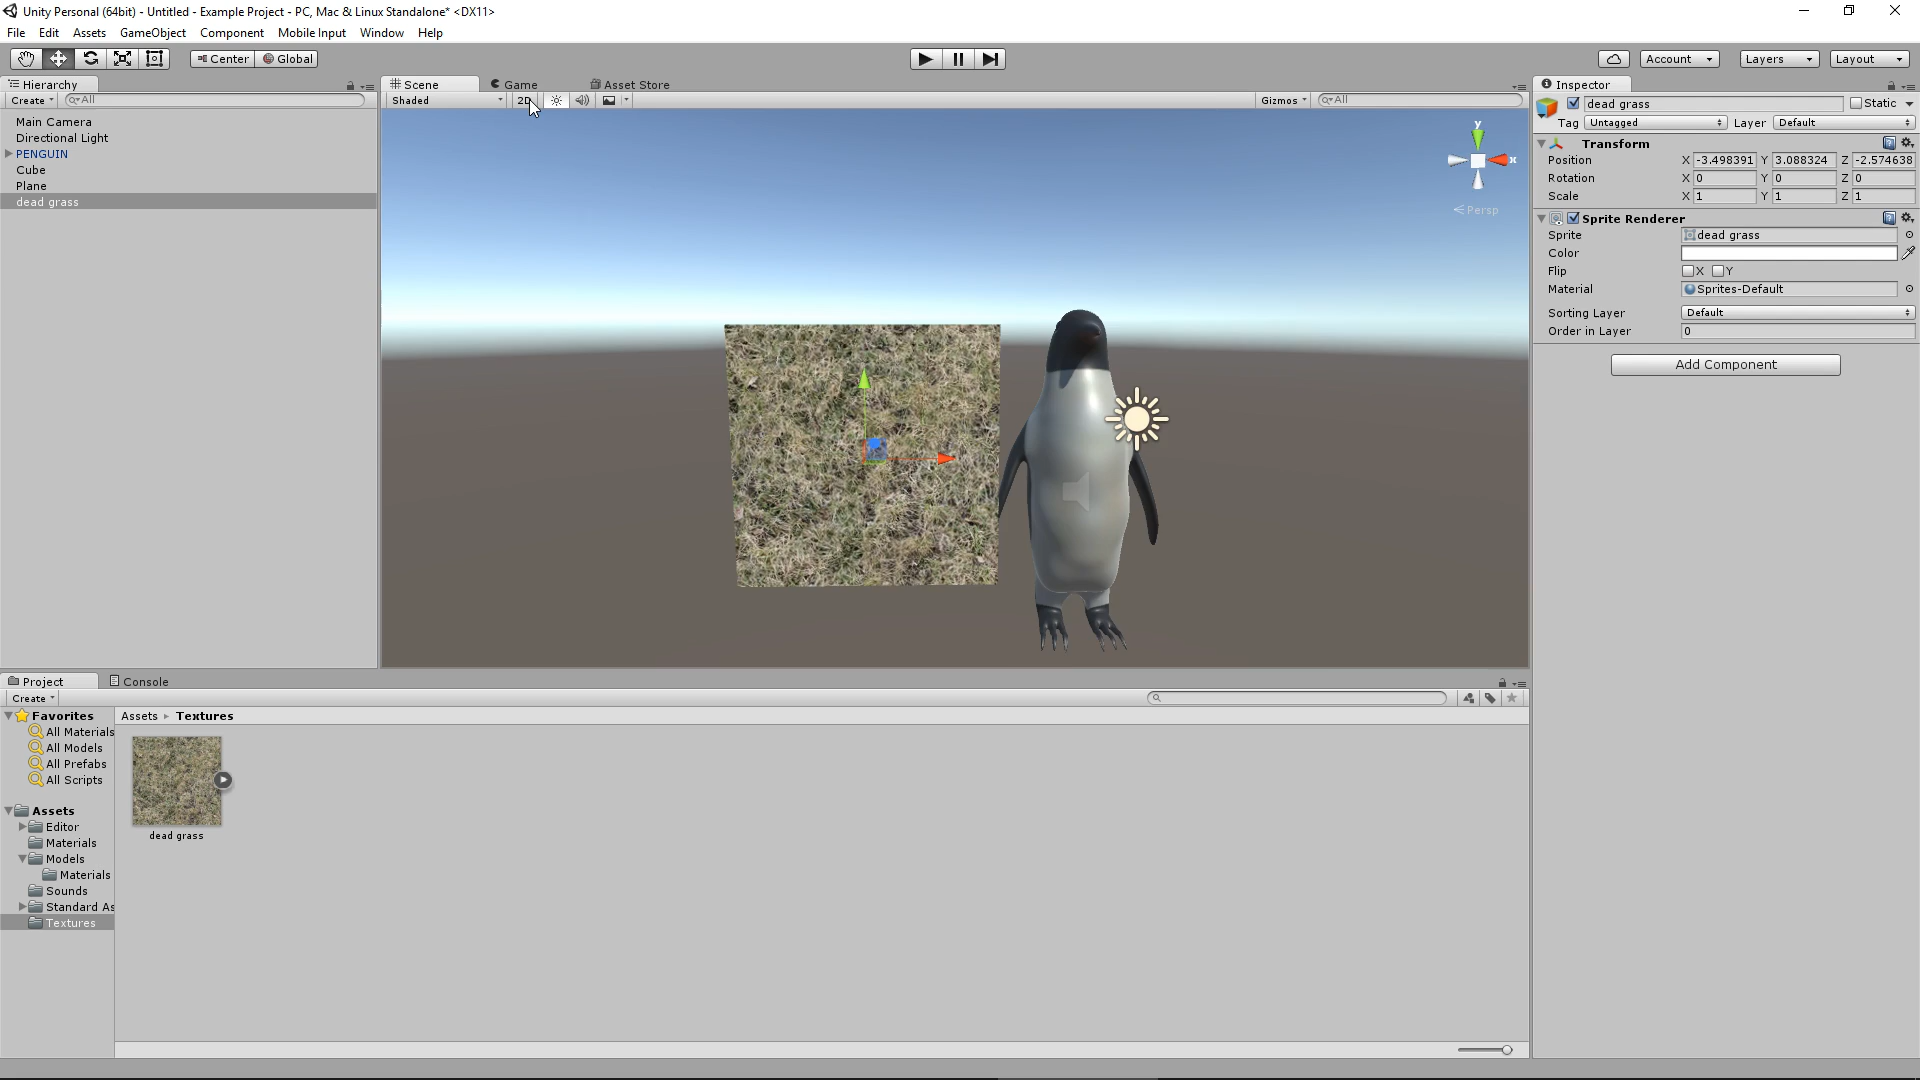 Unity Personal (64bit) - Untitled - Example Project - PC, Mac & Linux Standalone* <DX11>
File Edit Assets GameObject Component Mobile Input Window Help
Center Global Account Layers Layout
Hierarchy
Create All
Main Camera
Directional Light
PENGUIN
Cube
Plane
dead grass
Scene Game Asset Store
Shaded 2D Gizmos All
y
x
Persp
Inspector
dead grass Static
Tag Untagged Layer Default
Transform
Position X -3.498391 Y 3.088324 Z -2.574638
Rotation X 0 Y 0 Z 0
Scale X 1 Y 1 Z 1
Sprite Renderer
Sprite dead grass
Color
Flip X Y
Material Sprites-Default
Sorting Layer Default
Order in Layer 0
Add Component
Project Console
Create
Favorites
All Materials
All Models
All Prefabs
All Scripts
Assets
Editor
Materials
Models
Materials
Sounds
Standard As
Textures
Assets Textures
dead grass